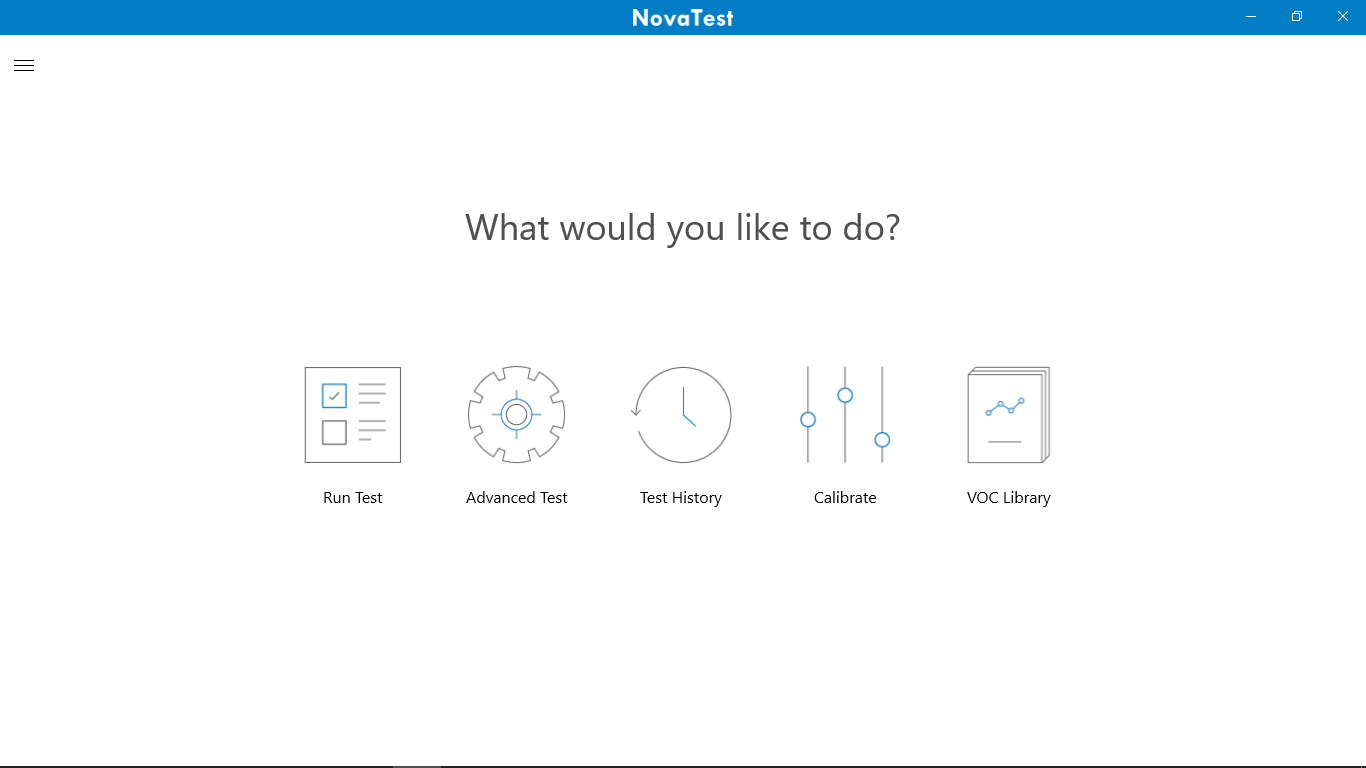 NovaTest
What would you like to do?
Run Test
Advanced Test
Test History
Calibrate
VOC Library